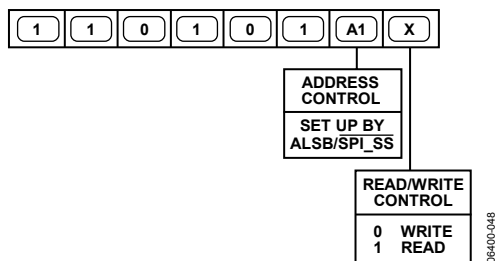 1 1 0 1 0 1 A1 X
ADDRESS
CONTROL
SET UP BY
ALSB/SPI_SS
READ/WRITE
CONTROL
0 WRITE
1 READ
06400-048